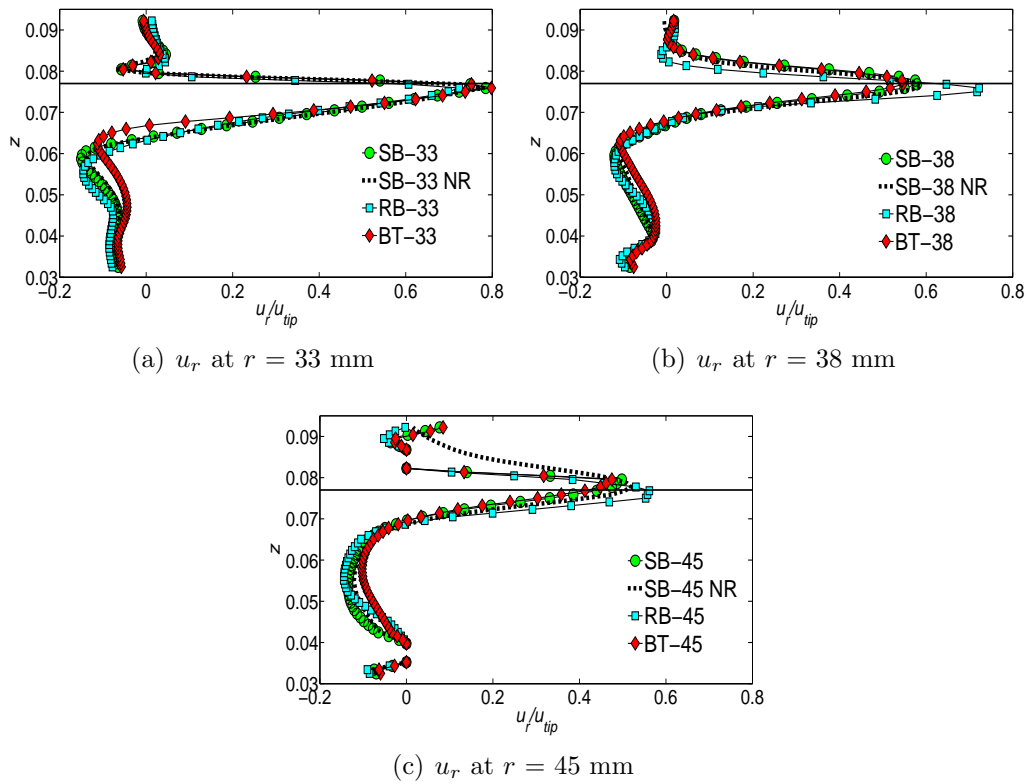 0.09
0.08
0.07
0.06
0.05
0.04
0.03
z
SB-33
SB-33 NR
RB-33
BT-33
-0.2 0 0.2 0.4 0.6 0.8
u_r/u_tip
(a) u_r at r = 33 mm
0.09
0.08
0.07
0.06
0.05
0.04
0.03
z
SB-38
SB-38 NR
RB-38
BT-38
-0.2 0 0.2 0.4 0.6 0.8
u_r/u_tip
(b) u_r at r = 38 mm
0.09
0.08
0.07
0.06
0.05
0.04
0.03
z
SB-45
SB-45 NR
RB-45
BT-45
-0.2 0 0.2 0.4 0.6 0.8
u_r/u_tip
(c) u_r at r = 45 mm